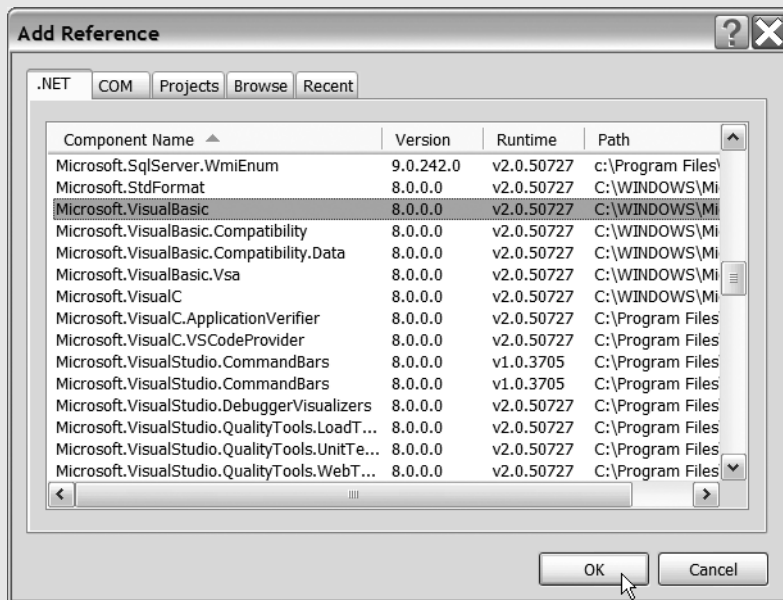 Add Reference
.NET COM Projects Browse Recent
Component Name Version Runtime Path
Microsoft.SqlServer.WmiEnum 9.0.242.0 v2.0.50727 c:\Program Files\
Microsoft.StdFormat 8.0.0.0 v2.0.50727 C:\WINDOWS\Mi
Microsoft.VisualBasic 8.0.0.0 v2.0.50727 C:\WINDOWS\Mi
Microsoft.VisualBasic.Compatibility 8.0.0.0 v2.0.50727 C:\WINDOWS\Mi
Microsoft.VisualBasic.Compatibility.Data 8.0.0.0 v2.0.50727 C:\WINDOWS\Mi
Microsoft.VisualBasic.Vsa 8.0.0.0 v2.0.50727 C:\WINDOWS\Mi
Microsoft.VisualC 8.0.0.0 v2.0.50727 C:\WINDOWS\Mi
Microsoft.VisualC.ApplicationVerifier 8.0.0.0 v2.0.50727 C:\Program Files\
Microsoft.VisualC.VSCodeProvider 8.0.0.0 v2.0.50727 C:\Program Files\
Microsoft.VisualStudio.CommandBars 8.0.0.0 v1.0.3705 C:\Program Files\
Microsoft.VisualStudio.CommandBars 8.0.0.0 v1.0.3705 C:\Program Files\
Microsoft.VisualStudio.DebuggerVisualizers 8.0.0.0 v2.0.50727 C:\Program Files\
Microsoft.VisualStudio.QualityTools.LoadT... 8.0.0.0 v2.0.50727 C:\Program Files\
Microsoft.VisualStudio.QualityTools.UnitTe... 8.0.0.0 v2.0.50727 C:\Program Files\
Microsoft.VisualStudio.QualityTools.WebT... 8.0.0.0 v2.0.50727 C:\Program Files\
OK Cancel